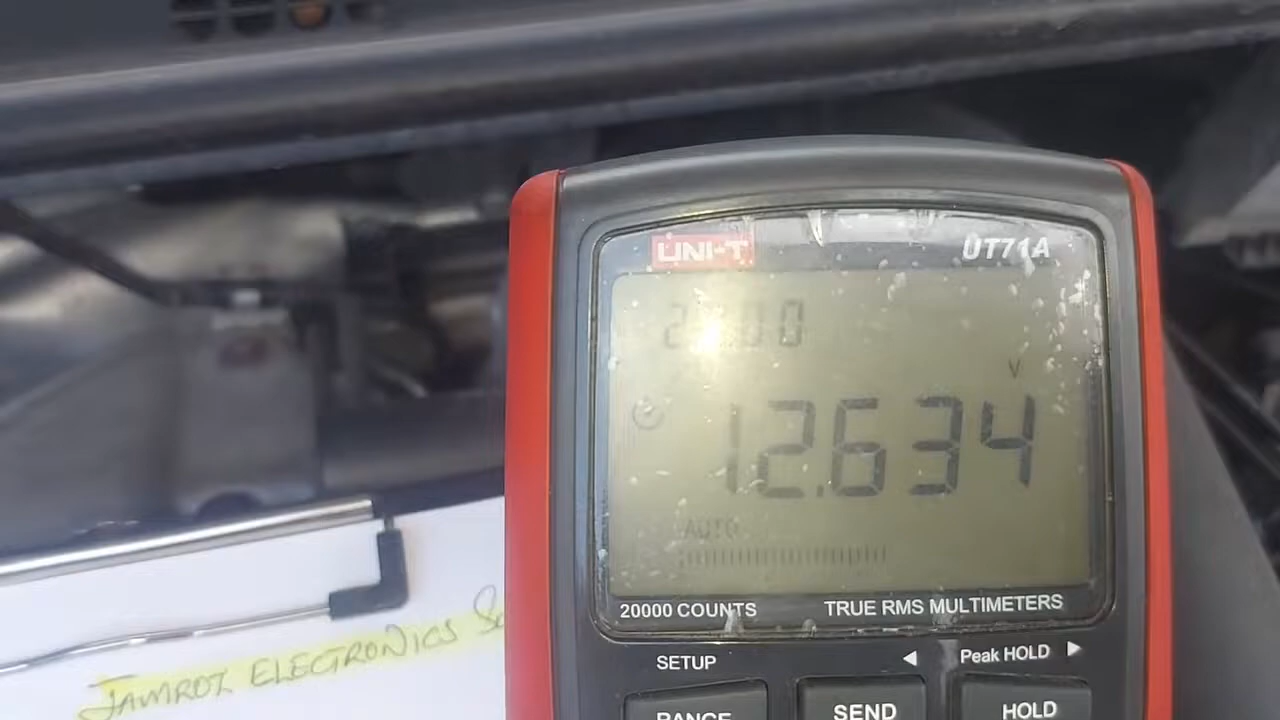 UNI-T UT71A
V
12.634
AUTO
20000 COUNTS TRUE RMS MULTIMETERS
SETUP ◀ Peak HOLD ▶
RANGE SEND HOLD
JAMROZ ELECTRONICS